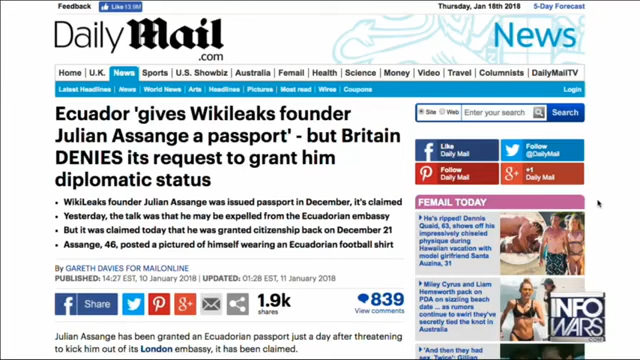 Feedback
Like 13.9M
Thursday, Jan 18th 2018
5-Day Forecast
Daily Mail
.com
News
Home U.K. News Sports U.S. Showbiz Australia Femail Health Science Money Video Travel Columnists DailyMailTV
Latest Headlines News World News Arts Headlines Pictures Most read Wires Coupons
Login
Ecuador 'gives Wikileaks founder
Julian Assange a passport' - but Britain
DENIES its request to grant him
diplomatic status
WikiLeaks founder Julian Assange was issued passport in December, it's claimed
Yesterday, the talk was that he may be expelled from the Ecuadorian embassy
But it was claimed today that he was granted citizenship back on December 21
Assange, 46, posted a pictured of himself wearing an Ecuadorian football shirt
By GARETH DAVIES FOR MAILONLINE
PUBLISHED: 14:27 EST, 10 January 2018 | UPDATED: 01:28 EST, 11 January 2018
Share
1.9k
shares
839
View comments
Julian Assange has been granted an Ecuadorian passport just a day after threatening
to kick him out of its London embassy, it has been claimed.
Site Web Enter your search Search
Like
Daily Mail
Follow
@DailyMail
Follow
Daily Mail
+1
Daily Mail
FEMAIL TODAY
He's ripped! Dennis
Quaid, 63, shows off his
impressively chiseled
physique during
Hawaiian vacation with
model girlfriend Santa
Auzina, 31
Miley Cyrus and Liam
Hemsworth pack on
PDA on sizzling beach
date ... as rumors
continue to swirl they've
secretly tied the knot in
Australia
'And then they had
sex. Twice': Gillian
INFO
WARS.COM